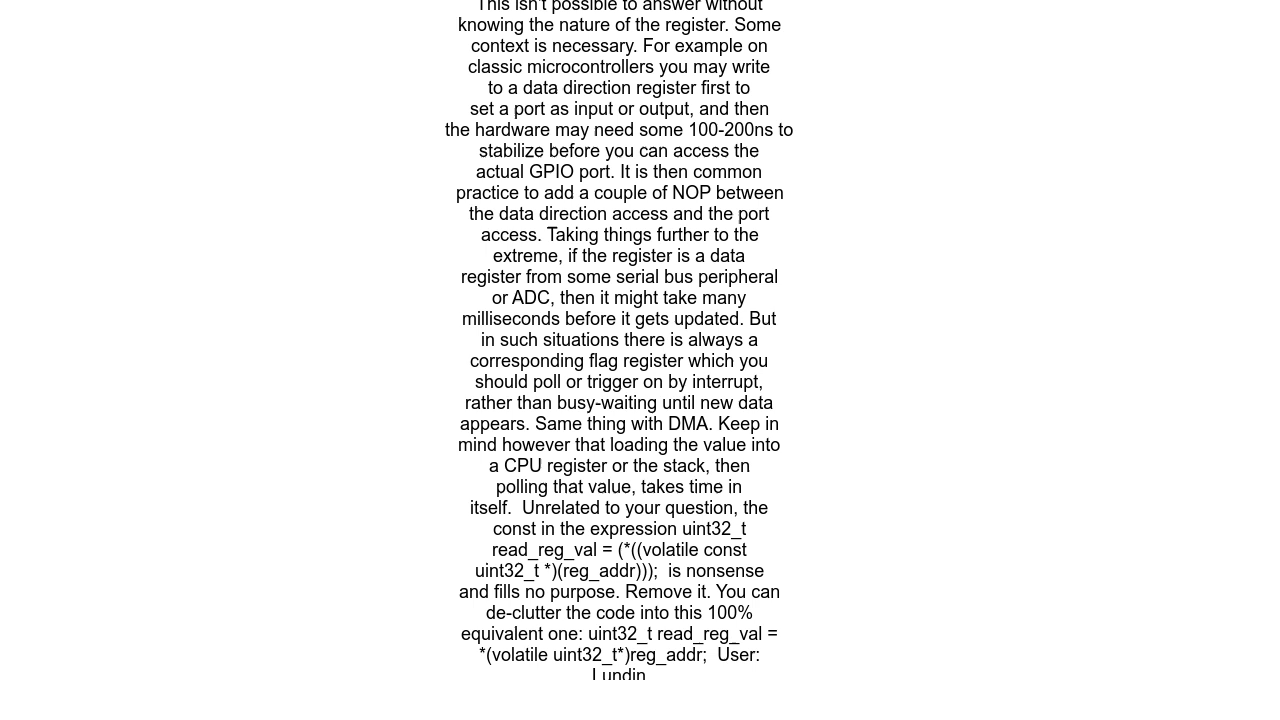 This isn't possible to answer without
knowing the nature of the register. Some
context is necessary. For example on
classic microcontrollers you may write
to a data direction register first to
set a port as input or output, and then
the hardware may need some 100-200ns to
stabilize before you can access the
actual GPIO port. It is then common
practice to add a couple of NOP between
the data direction access and the port
access. Taking things further to the
extreme, if the register is a data
register from some serial bus peripheral
or ADC, then it might take many
milliseconds before it gets updated. But
in such situations there is always a
corresponding flag register which you
should poll or trigger on by interrupt,
rather than busy-waiting until new data
appears. Same thing with DMA. Keep in
mind however that loading the value into
a CPU register or the stack, then
polling that value, takes time in
itself.  Unrelated to your question, the
const in the expression uint32_t
read_reg_val = (*((volatile const
uint32_t *)(reg_addr)));  is nonsense
and fills no purpose. Remove it. You can
de-clutter the code into this 100%
equivalent one: uint32_t read_reg_val =
*(volatile uint32_t*)reg_addr;  User:
Lundin